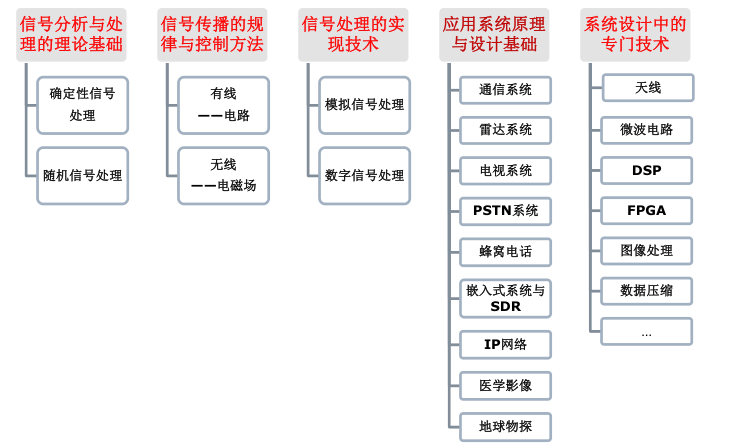 信号分析与处
理的理论基础
确定性信号
处理
随机信号处理
信号传播的规
律与控制方法
有线
——电路
无线
——电磁场
信号处理的实
现技术
模拟信号处理
数字信号处理
应用系统原理
与设计基础
通信系统
雷达系统
电视系统
PSTN系统
蜂窝电话
嵌入式系统与
SDR
IP网络
医学影像
地球物探
系统设计中的
专门技术
天线
微波电路
DSP
FPGA
图像处理
数据压缩
...